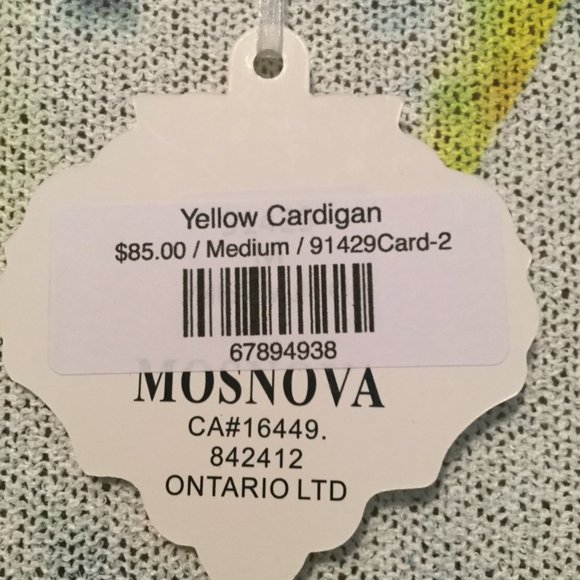 Yellow Cardigan
$85.00 / Medium / 91429Card-2
67894938
MOSNOVA
CA#16449.
842412
ONTARIO LTD